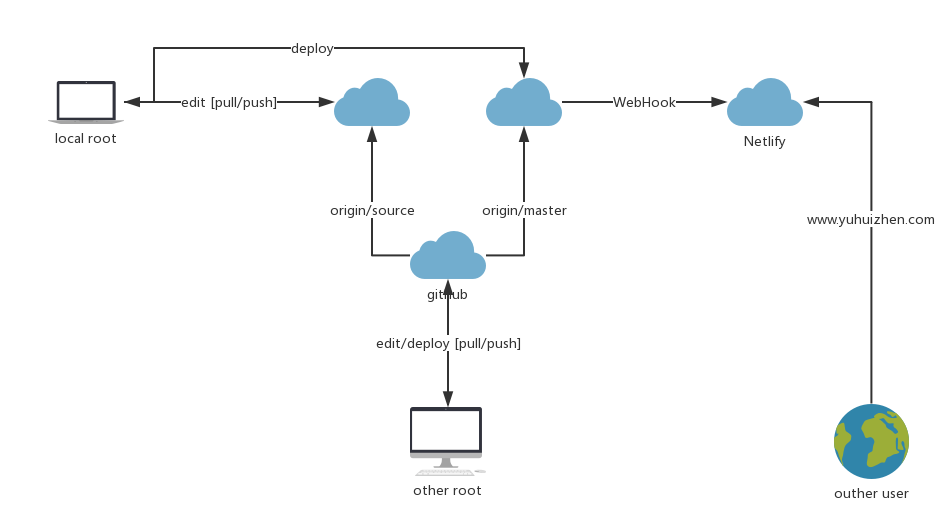 deploy
edit [pull/push]
WebHook
local root
Netlify
origin/source
origin/master
www.yuhuizhen.com
github
edit/deploy [pull/push]
other root
outher user